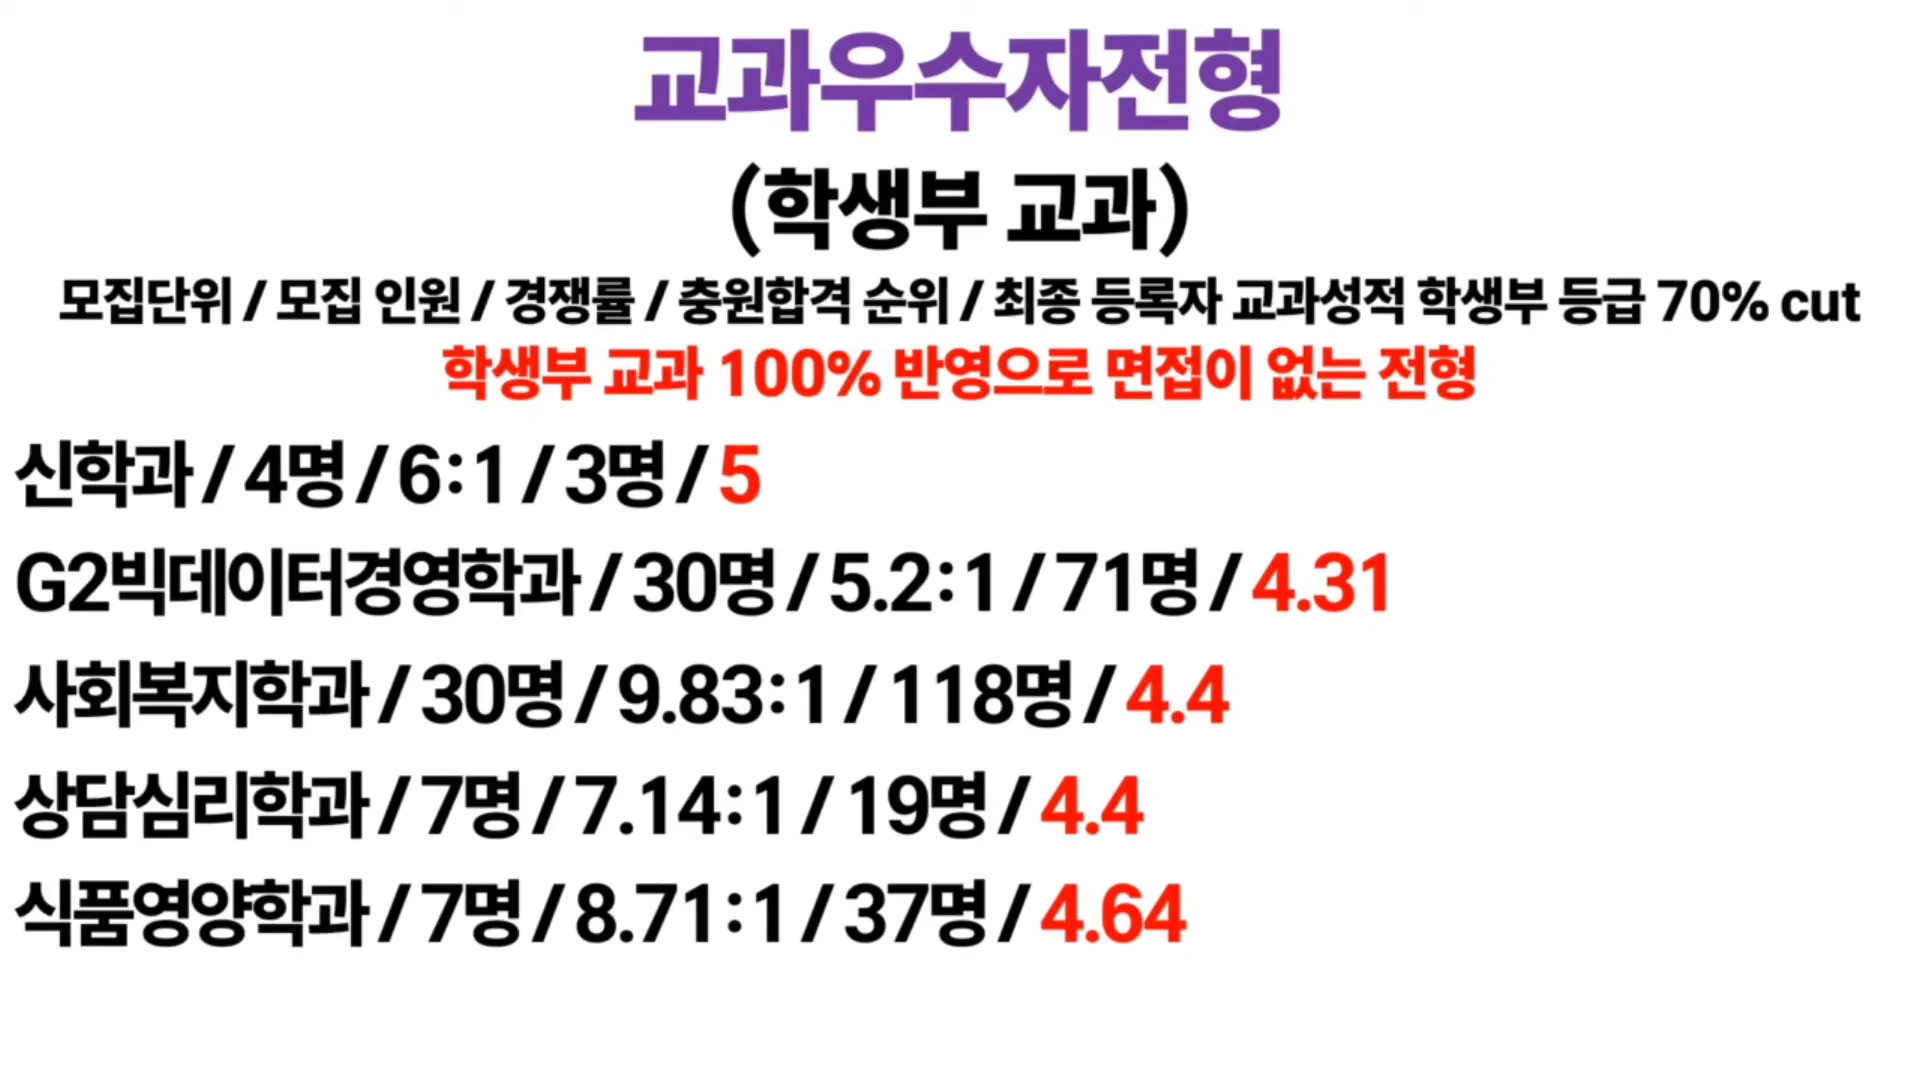 교과우수자전형
(학생부 교과)
모집단위 / 모집 인원 / 경쟁률 / 충원합격 순위 / 최종 등록자 교과성적 학생부 등급 70% cut
학생부 교과 100% 반영으로 면접이 없는 전형
신학과 / 4명 / 6:1 / 3명 / 5
G2빅데이터경영학과 / 30명 / 5.2:1 / 71명 / 4.31
사회복지학과 / 30명 / 9.83:1 / 118명 / 4.4
상담심리학과 / 7명 / 7.14:1 / 19명 / 4.4
식품영양학과 / 7명 / 8.71:1 / 37명 / 4.64